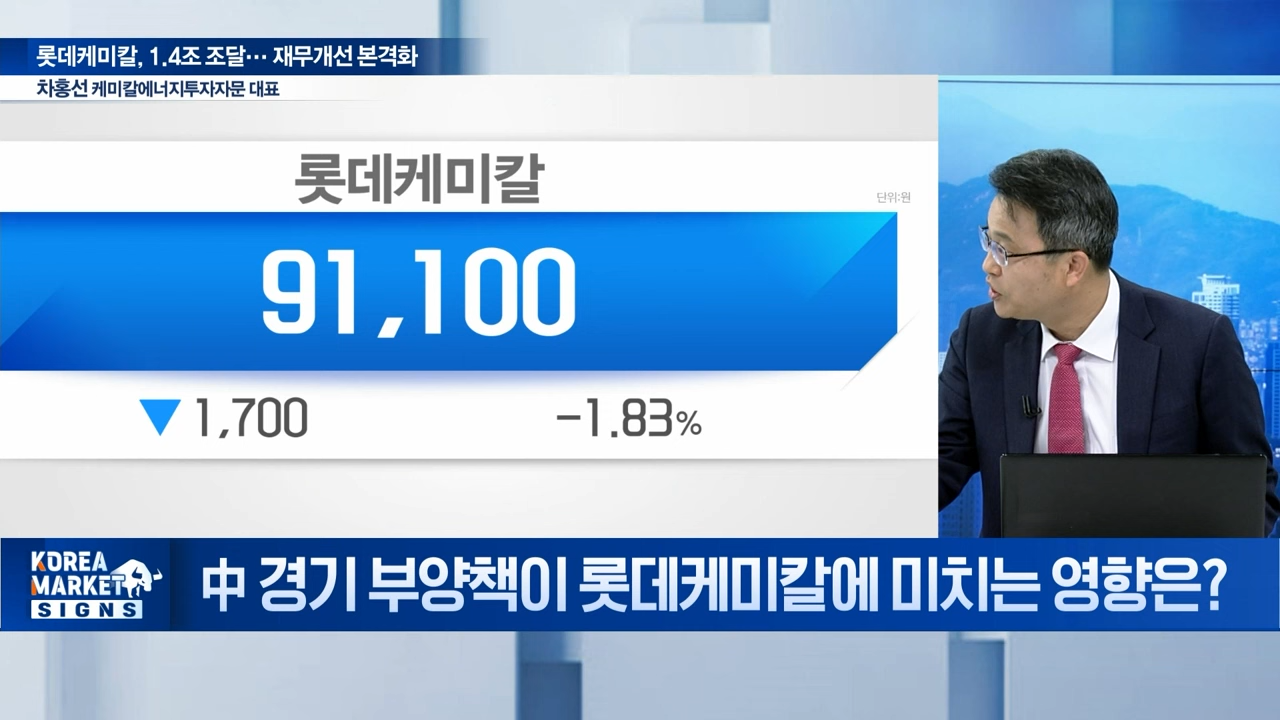 롯데케미칼, 1.4조 조달… 재무개선 본격화
차홍선 케미칼에너지투자자문 대표
롯데케미칼
단위:원
91,100
▼ 1,700 -1.83%
KOREA
MARKET
SIGNS
中 경기 부양책이 롯데케미칼에 미치는 영향은?